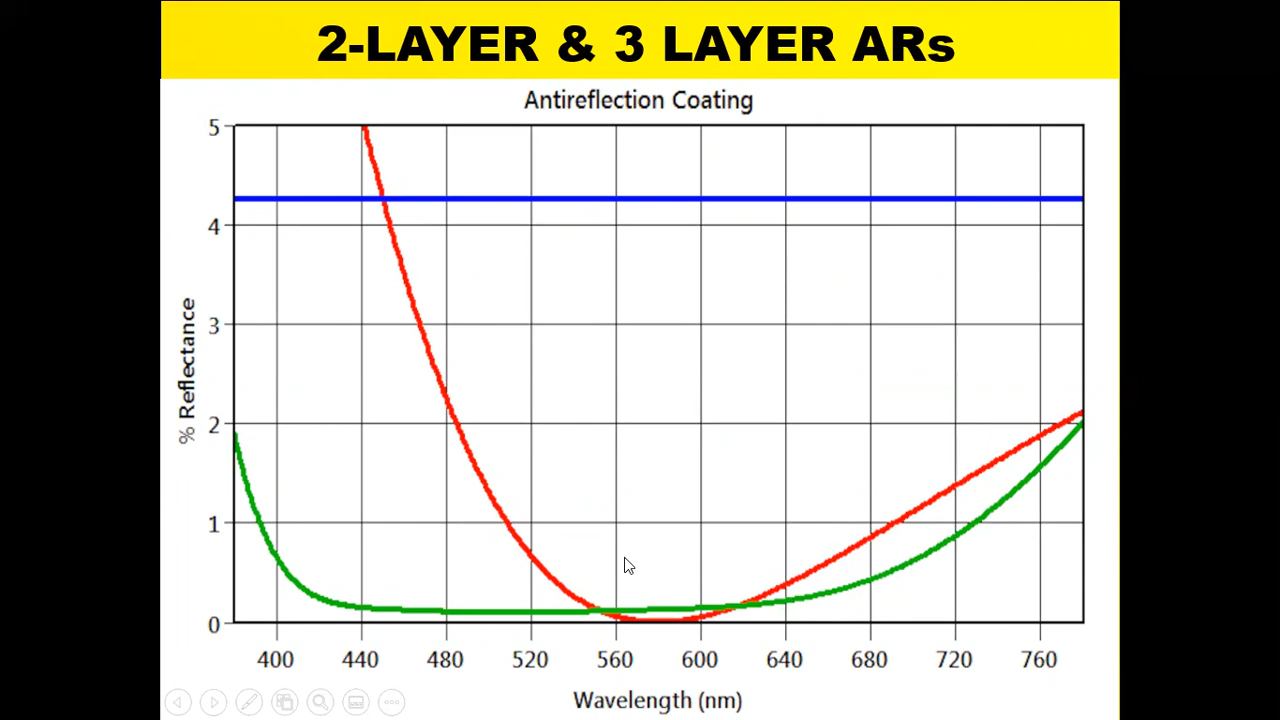 2-LAYER & 3 LAYER ARs
Antireflection Coating
5
4
3
2
1
0
% Reflectance
400 440 480 520 560 600 640 680 720 760
Wavelength (nm)